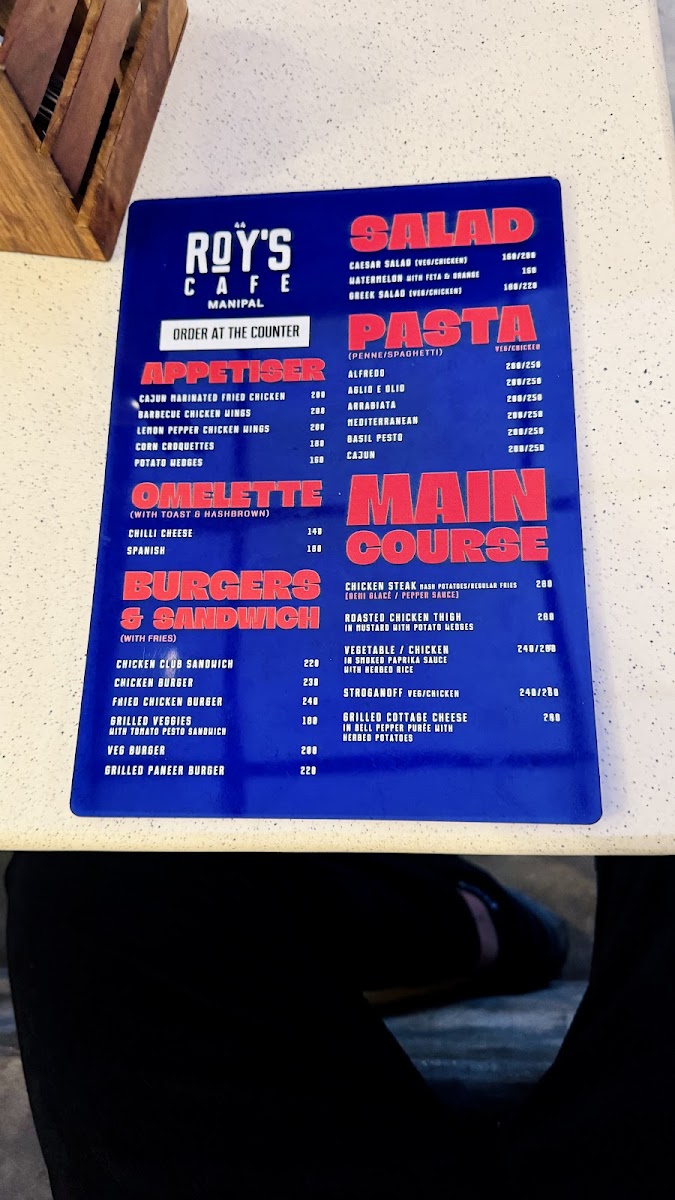 ROY'S
CAFE
MANIPAL
ORDER AT THE COUNTER
APPETISER
CAJUN MARINATED FRIED CHICKEN 200
BARBECUE CHICKEN WINGS 200
LEMON PEPPER CHICKEN WINGS 200
CORN CROQUETTES 180
POTATO WEDGES 160
OMELETTE
(WITH TOAST & HASHBROWN)
CHILLI CHEESE 140
SPANISH
BURGERS
& SANDWICH
(WITH FRIES)
CHICKEN CLUB SANDWICH 220
CHICKEN BURGER 230
FRIED CHICKEN BURGER 240
GRILLED VEGGIES 180
WITH TOMATO PESTO SANDWICH
VEG BURGER 200
GRILLED PANEER BURGER 220
SALAD
CAESAR SALAD (VEG/CHICKEN) 160/200
WATERMELON WITH FETA & ORANGE 160
GREEK SALAD (VEG/CHICKEN)
PASTA
(PENNE/SPAGHETTI) VEG/CHICKEN
ALFREDO 200/250
AGLIO E OLIO 200/250
ARRABIATA 200/250
MEDITERRANEAN 200/250
BASIL PESTO 200/250
CAJUN 200/250
MAIN
COURSE
CHICKEN STEAK MASH POTATOES/REGULAR FRIES 280
(DEMI GLACÉ / PEPPER SAUCE)
ROASTED CHICKEN THIGH 280
IN MUSTARD WITH POTATO WEDGES
VEGETABLE / CHICKEN 240/280
IN SMOKED PAPRIKA SAUCE
WITH HERBED RICE
STROGANOFF VEG/CHICKEN 240/280
GRILLED COTTAGE CHEESE
IN BELL PEPPER PURÉE WITH
HERBED POTATOES